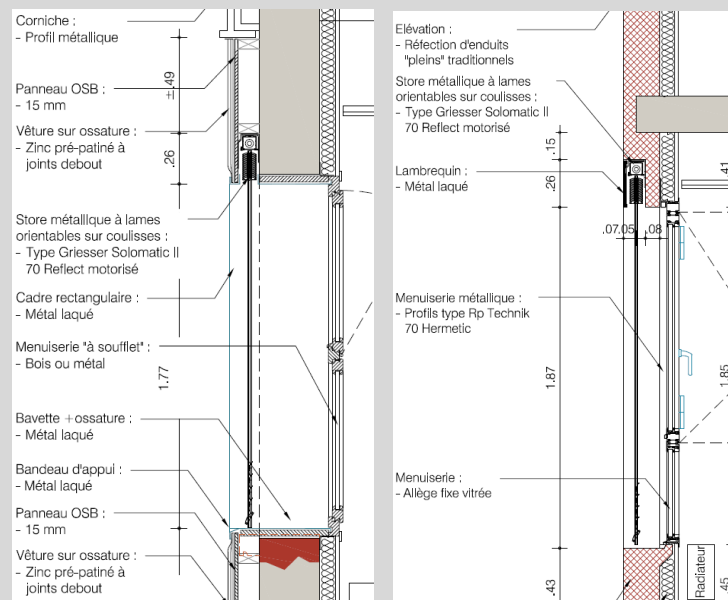 Corniche :
- Profil métallique
Panneau OSB :
- 15 mm
Vêture sur ossature :
- Zinc pré-patiné à
joints debout
Store métallique à lames
orientables sur coulisses :
- Type Griesser Solomatic II
70 Reflect motorisé
Cadre rectangulaire :
- Métal laqué
Menuiserie "à soufflet" :
- Bois ou métal
Bavette + ossature :
- Métal laqué
Bandeau d'appui :
- Métal laqué
Panneau OSB :
- 15 mm
Vêture sur ossature :
- Zinc pré-patiné à
joints debout
±.49
.26
1.77
Elévation :
- Réfection d'enduits
"pleins" traditionnels
Store métallique à lames
orientables sur coulisses :
- Type Griesser Solomatic II
70 Reflect motorisé
Lambrequin :
- Métal laqué
Menuiserie métallique :
- Profils type Rp Technik
70 Hermetic
Menuiserie :
- Allège fixe vitrée
.15
.26
.07 .05 .08
1.87
.43
41
1.85
Radiateur
.45